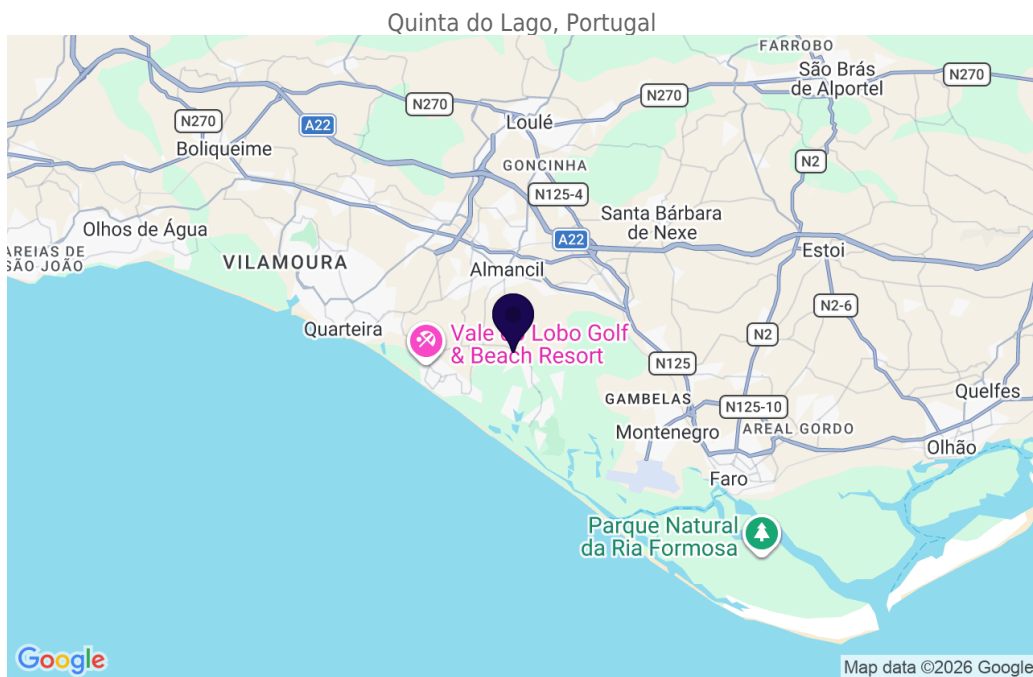 Quinta do Lago, Portugal
FARROBO
São Brás
de Alportel
N270
N270
N270
N270
A22
Loulé
Boliqueime
GONCINHA
N2
N125-4
Santa Bárbara
de Nexe
Olhos de Água
A22
AREIAS DE
SÃO JOÃO
VILAMOURA
Almancil
Estoi
N2-6
Quarteira
Vale do Lobo Golf
& Beach Resort
N2
N125
GAMBELAS
N125-10
Quelfes
Montenegro
AREAL GORDO
Olhão
Faro
Parque Natural
da Ria Formosa
Google
Map data ©2026 Google